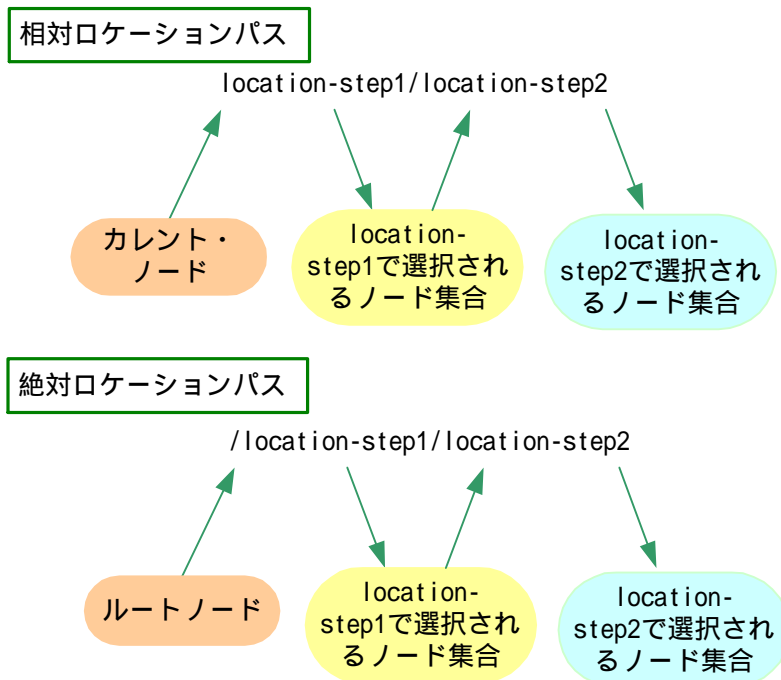 相対ロケーションパス
location-step1/location-step2
カレント・
ノード
location-
step1で選択され
るノード集合
location-
step2で選択され
るノード集合
絶対ロケーションパス
/location-step1/location-step2
ルートノード
location-
step1で選択され
るノード集合
location-
step2で選択され
るノード集合